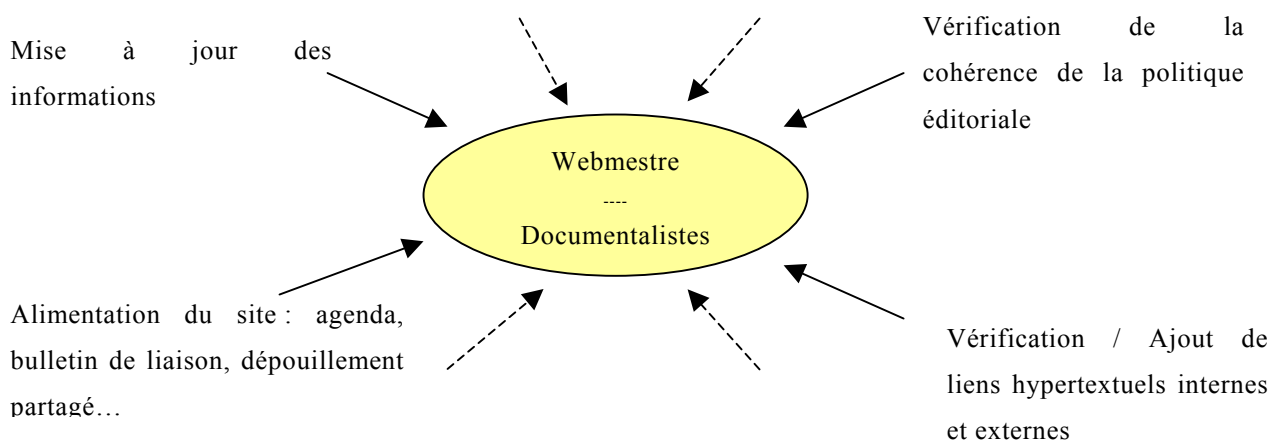 Mise à jour des
informations
Vérification de la
cohérence de la politique
éditoriale
Webmestre
----
Documentalistes
Alimentation du site : agenda,
bulletin de liaison, dépouillement
partagé…
Vérification / Ajout de
liens hypertextuels internes
et externes